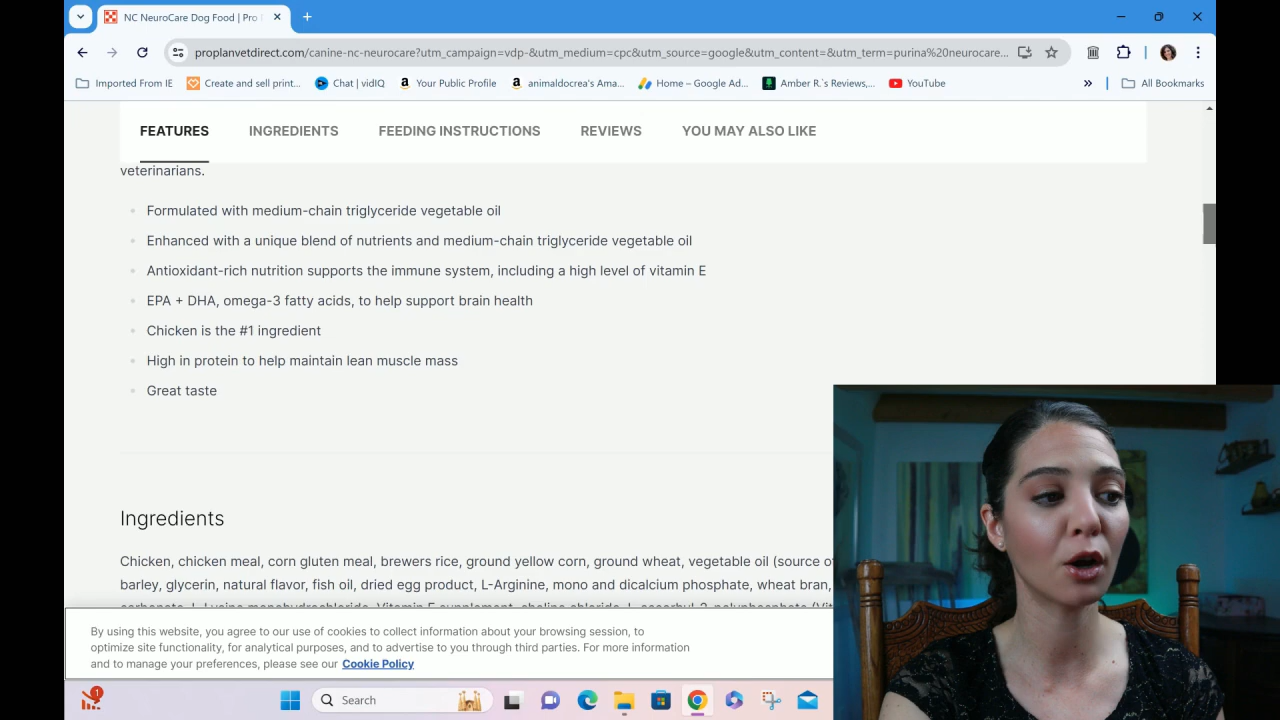 NC NeuroCare Dog Food | Pro
proplanvetdirect.com/canine-nc-neurocare?utm_campaign=vdp-&utm_medium=cpc&utm_source=google&utm_content=&utm_term=purina%20neurocare...
Imported From IE
Create and sell print...
Chat | vidIQ
Your Public Profile
animaldocrea's Ama...
Home – Google Ad...
Amber R.`s Reviews,...
YouTube
»
All Bookmarks
FEATURES
INGREDIENTS
FEEDING INSTRUCTIONS
REVIEWS
YOU MAY ALSO LIKE
veterinarians.
Formulated with medium-chain triglyceride vegetable oil
Enhanced with a unique blend of nutrients and medium-chain triglyceride vegetable oil
Antioxidant-rich nutrition supports the immune system, including a high level of vitamin E
EPA + DHA, omega-3 fatty acids, to help support brain health
Chicken is the #1 ingredient
High in protein to help maintain lean muscle mass
Great taste
Ingredients
Chicken, chicken meal, corn gluten meal, brewers rice, ground yellow corn, ground wheat, vegetable oil (source of
barley, glycerin, natural flavor, fish oil, dried egg product, L-Arginine, mono and dicalcium phosphate, wheat bran,
By using this website, you agree to our use of cookies to collect information about your browsing session, to
optimize site functionality, for analytical purposes, and to advertise to you through third parties. For more information
and to manage your preferences, please see our Cookie Policy
1
Search